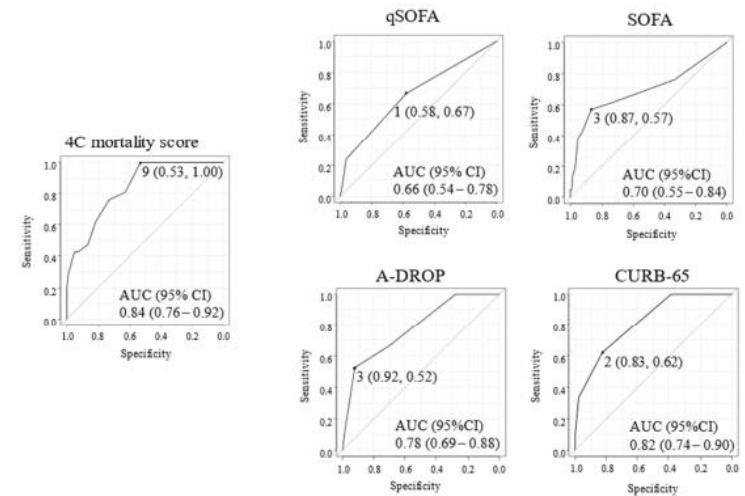 4C mortality score
Sensitivity
1.0
0.8
0.6
0.4
0.2
0.0
9 (0.53, 1.00)
AUC (95% CI)
0.84 (0.76–0.92)
1.0 0.8 0.6 0.4 0.2 0.0
Specificity
qSOFA
Sensitivity
1.0
0.8
0.6
0.4
0.2
0.0
1 (0.58, 0.67)
AUC (95% CI)
0.66 (0.54–0.78)
1.0 0.8 0.6 0.4 0.2 0.0
Specificity
SOFA
Sensitivity
1.0
0.8
0.6
0.4
0.2
0.0
3 (0.87, 0.57)
AUC (95%CI)
0.70 (0.55–0.84)
1.0 0.8 0.6 0.4 0.2 0.0
Specificity
A-DROP
Sensitivity
1.0
0.8
0.6
0.4
0.2
0.0
3 (0.92, 0.52)
AUC (95%CI)
0.78 (0.69–0.88)
1.0 0.8 0.6 0.4 0.2 0.0
Specificity
CURB-65
Sensitivity
1.0
0.8
0.6
0.4
0.2
0.0
2 (0.83, 0.62)
AUC (95%CI)
0.82 (0.74–0.90)
1.0 0.8 0.6 0.4 0.2 0.0
Specificity